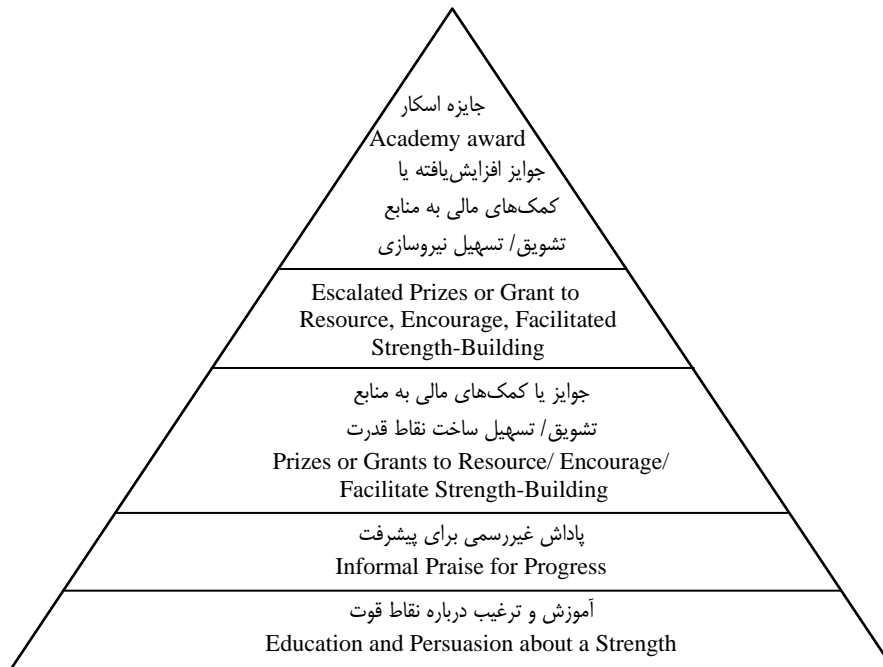 جایزه اسکار
Academy award
جوایز افزایش‌یافته یا
کمک‌های مالی به منابع
تشویق/ تسهیل نیروسازی
Escalated Prizes or Grant to
Resource, Encourage, Facilitated
Strength-Building
جوایز یا کمک‌های مالی به منابع
تشویق/ تسهیل ساخت نقاط قدرت
Prizes or Grants to Resource/ Encourage/
Facilitate Strength-Building
پاداش غیررسمی برای پیشرفت
Informal Praise for Progress
آموزش و ترغیب درباره نقاط قوت
Education and Persuasion about a Strength